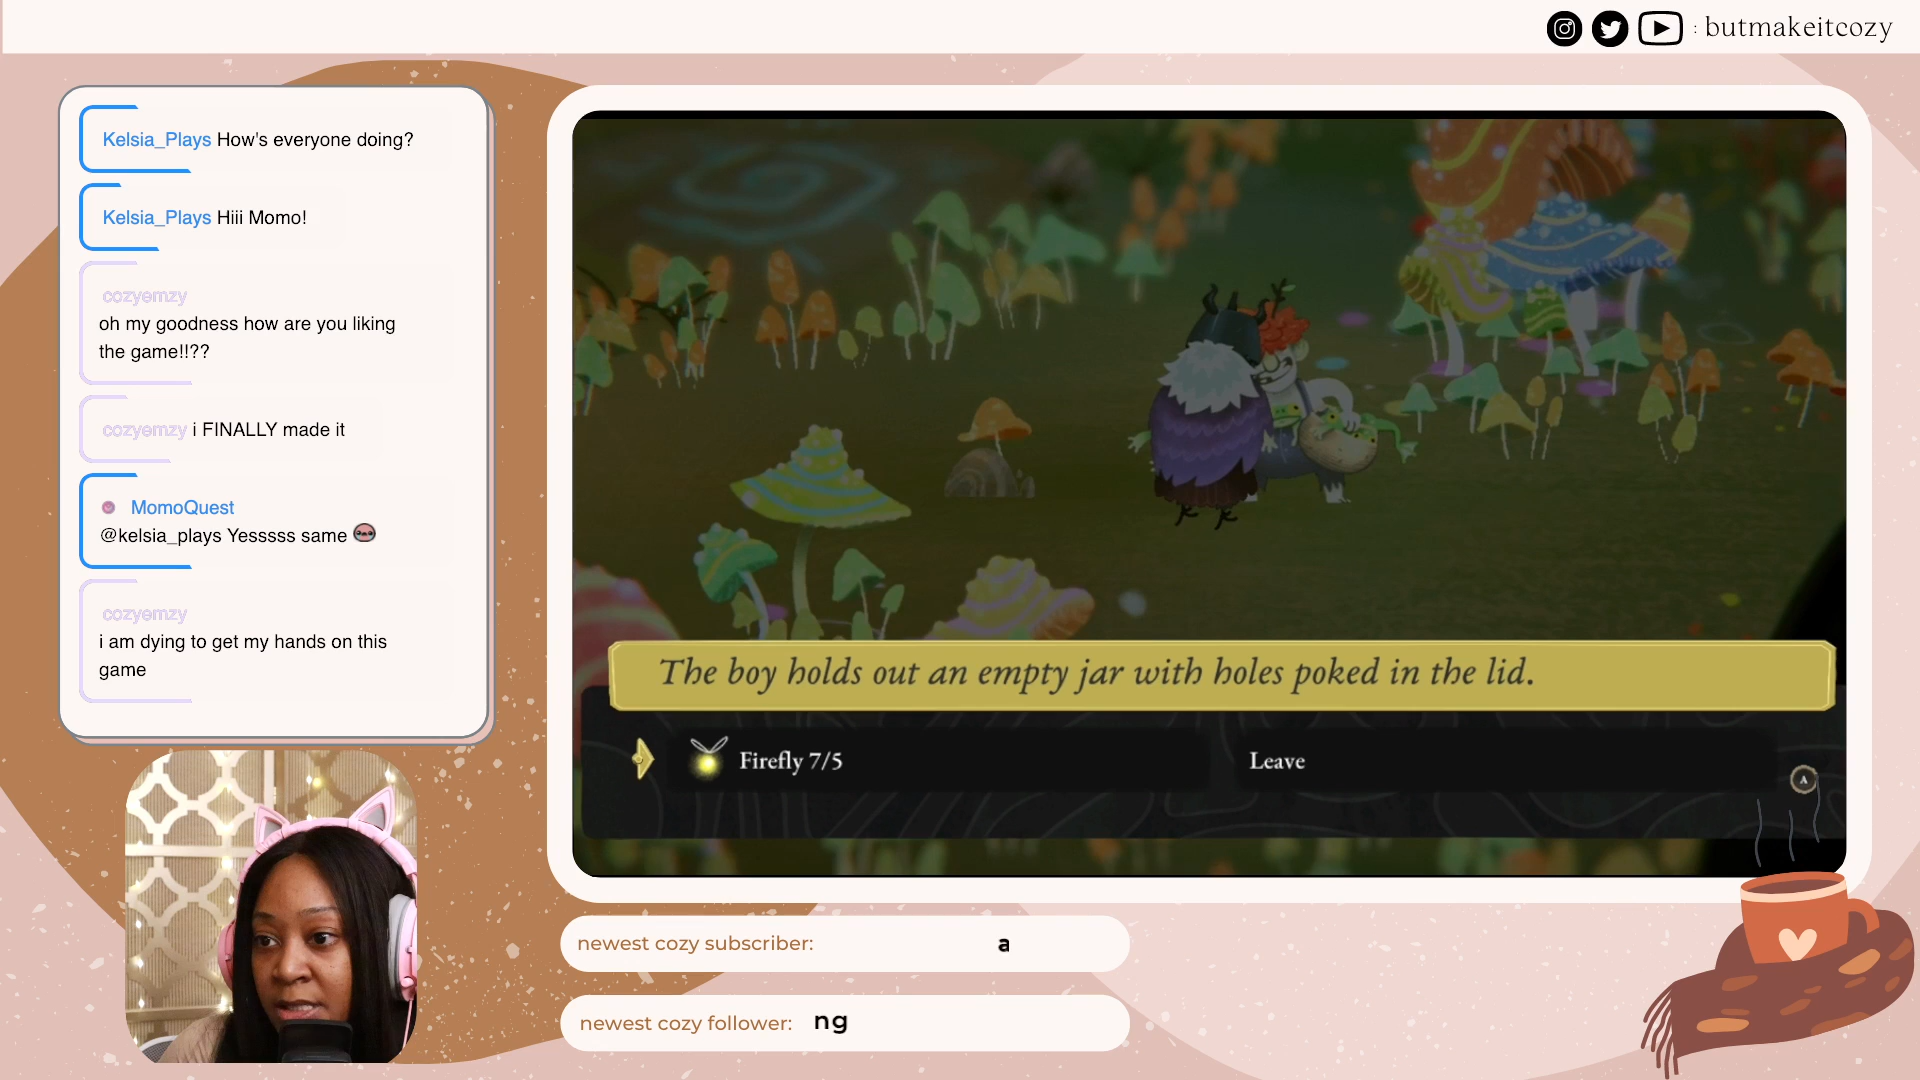 : butmakeitcozy
Kelsia_Plays How's everyone doing?
Kelsia_Plays Hiii Momo!
cozyemzy
oh my goodness how are you liking
the game!!??
cozyemzy i FINALLY made it
MomoQuest
@kelsia_plays Yesssss same
cozyemzy
i am dying to get my hands on this
game
The boy holds out an empty jar with holes poked in the lid.
Firefly 7/5
Leave
A
newest cozy subscriber: a
newest cozy follower: ng